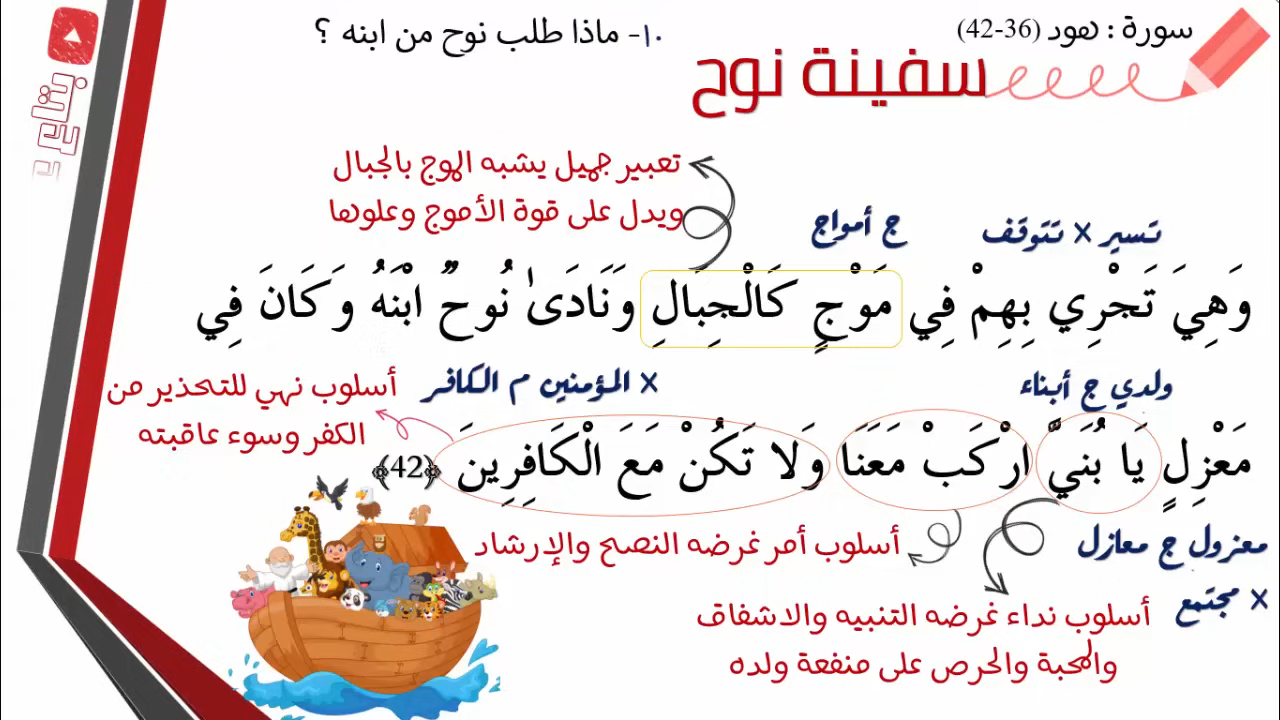 سورة : هود (36-42)
١٠- ماذا طلب نوح من ابنه ؟
سفينة نوح
تعبير جميل يشبه الموج بالجبال
ويدل على قوة الأموج وعلوها
تسير × تتوقف
ج أمواج
وَهِيَ تَجْرِي بِهِمْ فِي مَوْجٍ كَالْجِبَالِ وَنَادَىٰ نُوحٌ ابْنَهُ وَكَانَ فِي
ولدي ج أبناء
× المؤمنين م الكافر
أسلوب نهي للتحذير من
الكفر وسوء عاقبته
مَعْزِلٍ يَا بُنَيَّ ارْكَبْ مَعَنَا وَلَا تَكُنْ مَعَ الْكَافِرِينَ ﴿42﴾
معزول ج معازل
× مجتمع
أسلوب أمر غرضه النصح والإرشاد
أسلوب نداء غرضه التنبيه والاشفاق
والمحبة والحرص على منفعة ولده